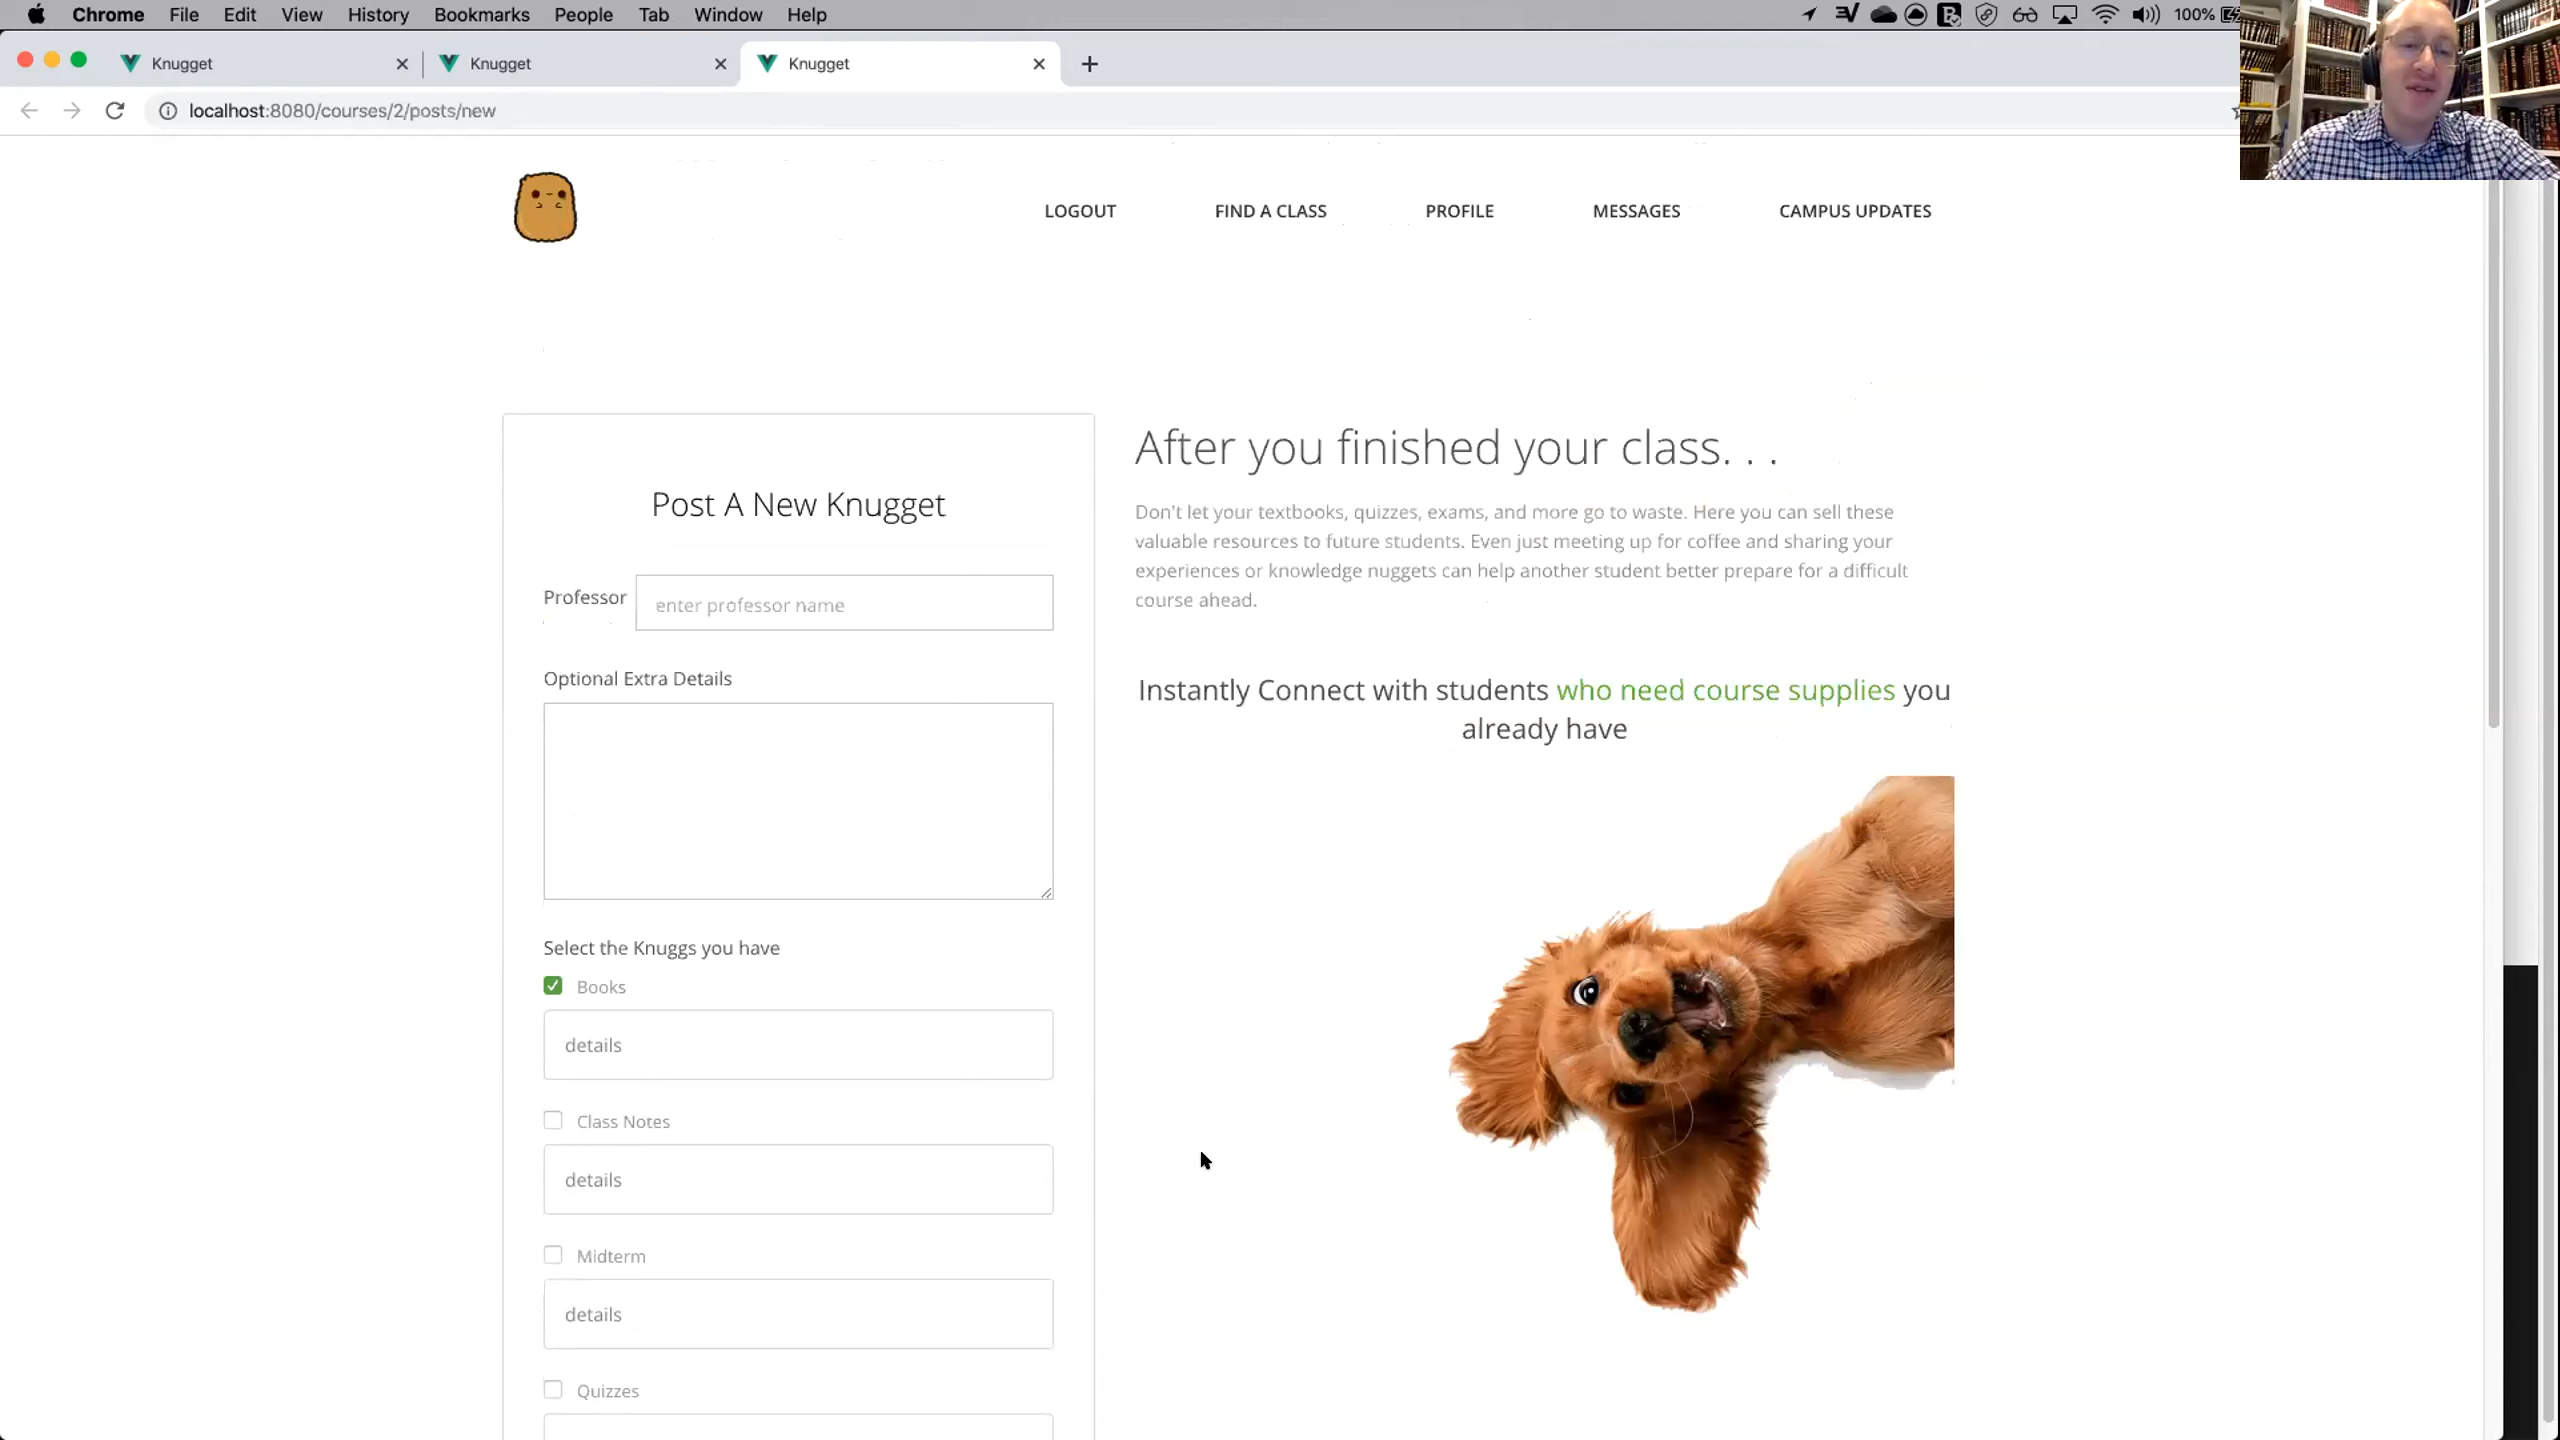 Chrome File Edit View History Bookmarks People Tab Window Help 100%
Knugget Knugget Knugget
localhost:8080/courses/2/posts/new
LOGOUT FIND A CLASS PROFILE MESSAGES CAMPUS UPDATES
Post A New Knugget
Professor enter professor name
Optional Extra Details
Select the Knuggs you have
Books
details
Class Notes
details
Midterm
details
Quizzes
After you finished your class. . .
Don't let your textbooks, quizzes, exams, and more go to waste. Here you can sell these
valuable resources to future students. Even just meeting up for coffee and sharing your
experiences or knowledge nuggets can help another student better prepare for a difficult
course ahead.
Instantly Connect with students who need course supplies you
already have